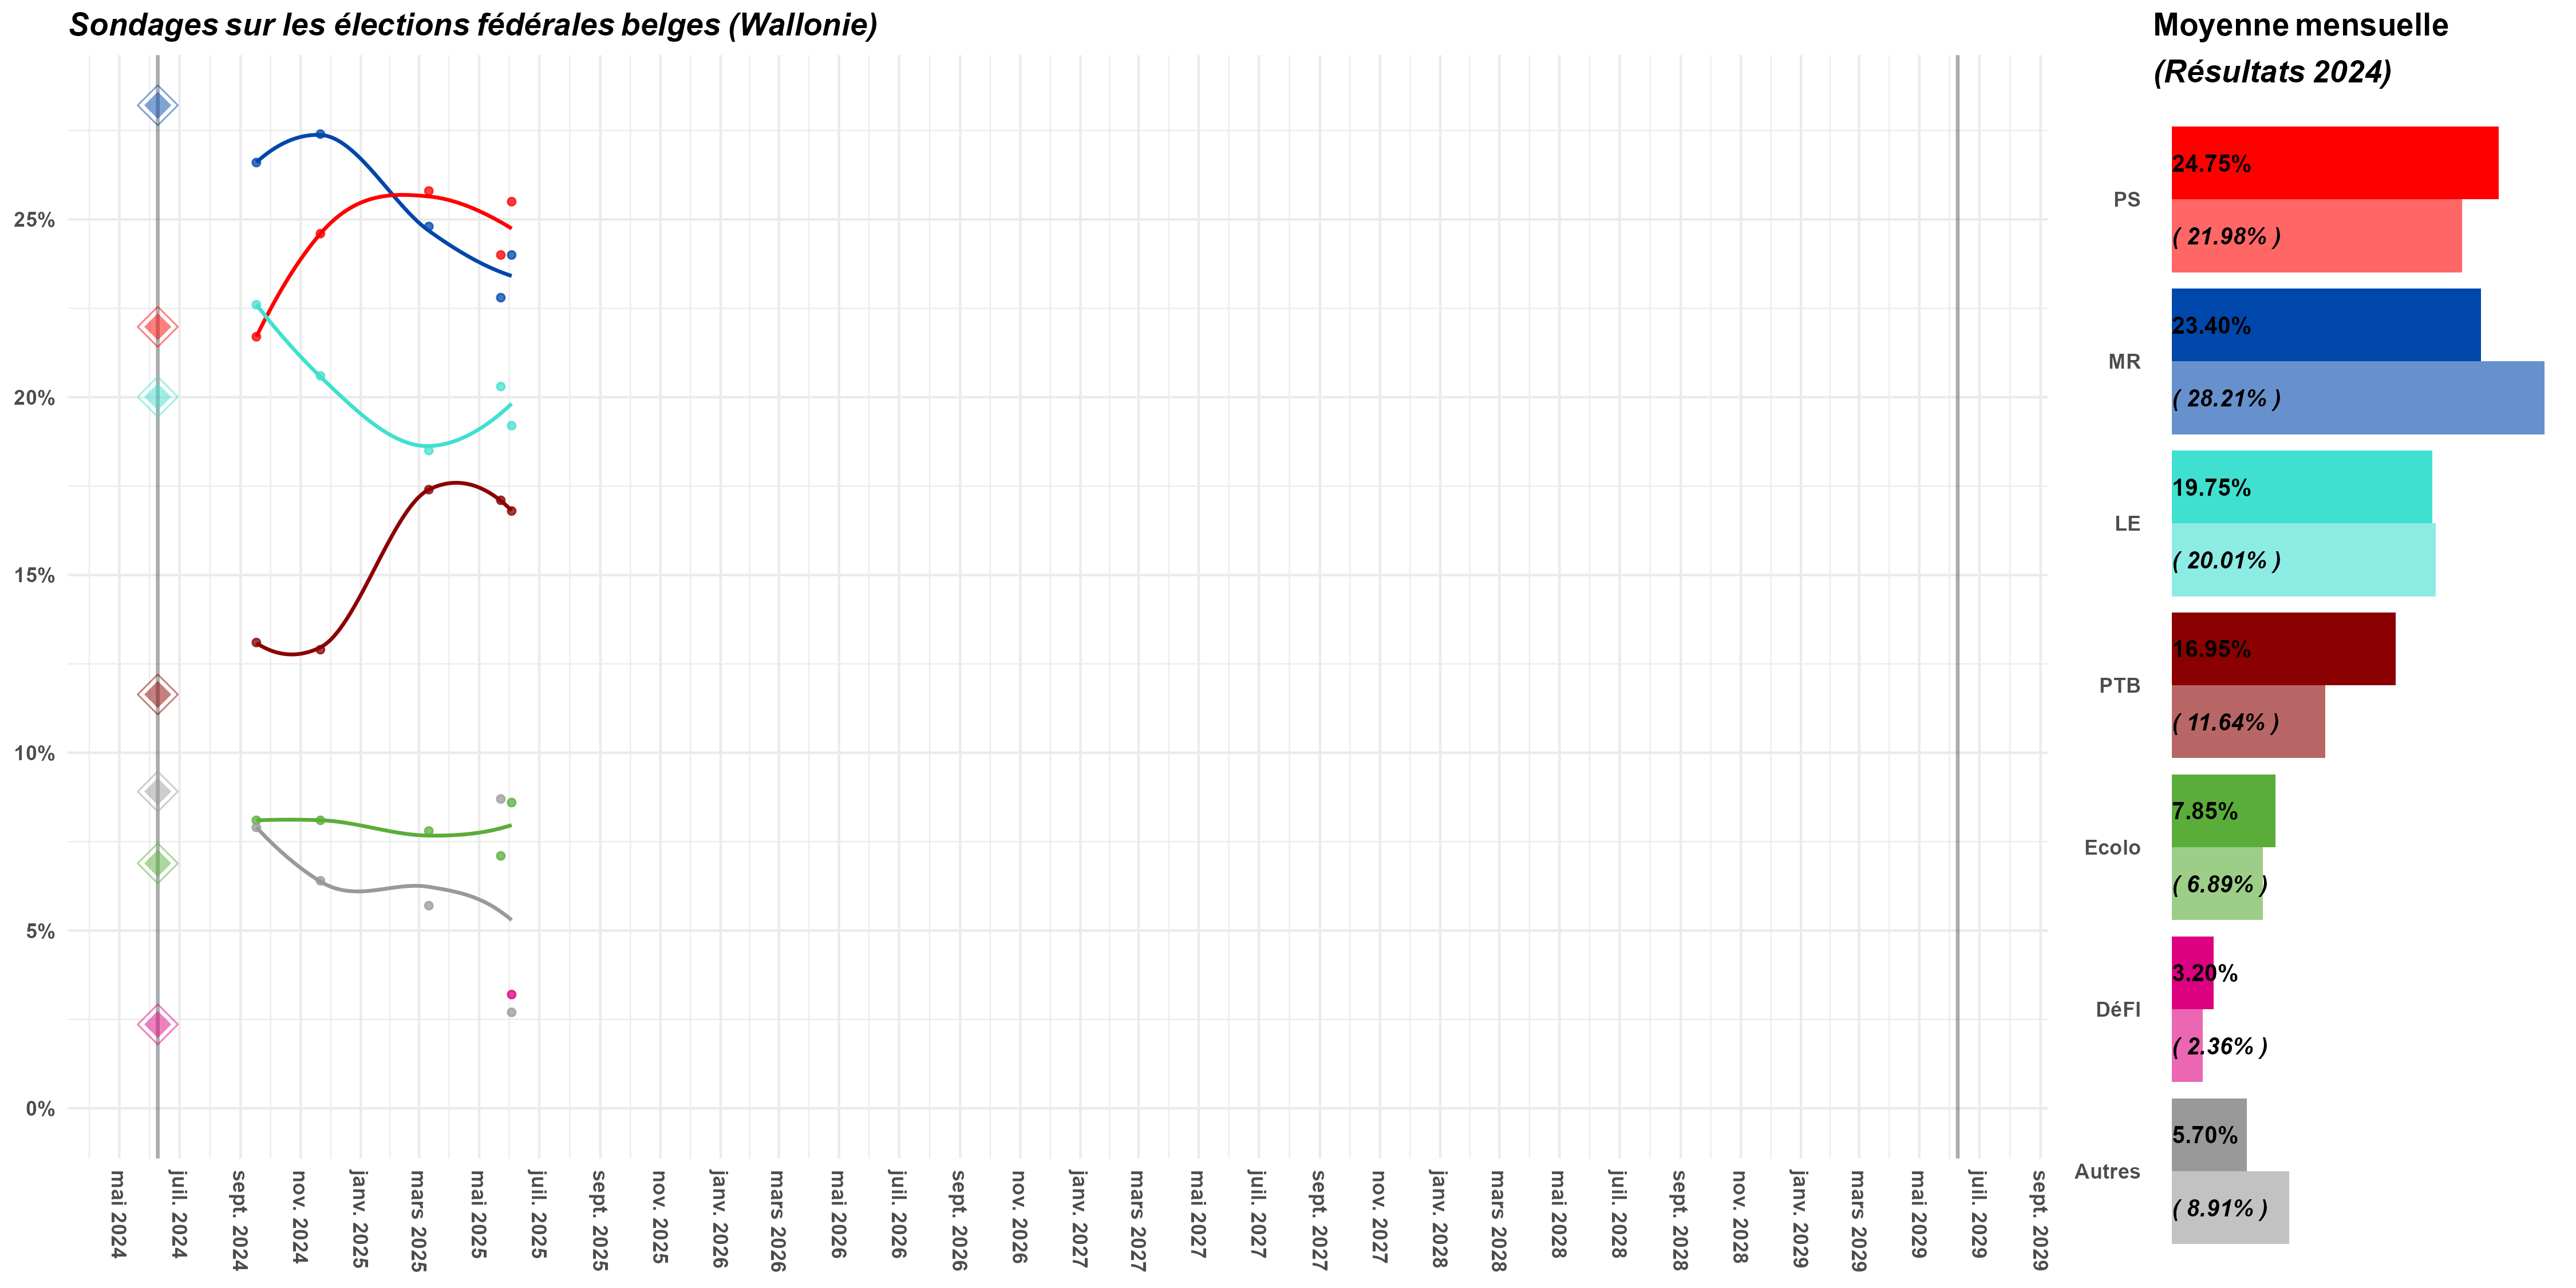 Sondages sur les élections fédérales belges (Wallonie)
25%
20%
15%
10%
5%
0%
mai 2024
juil. 2024
sept. 2024
nov. 2024
janv. 2025
mars 2025
mai 2025
juil. 2025
sept. 2025
nov. 2025
janv. 2026
mars 2026
mai 2026
juil. 2026
sept. 2026
nov. 2026
janv. 2027
mars 2027
mai 2027
juil. 2027
sept. 2027
nov. 2027
janv. 2028
mars 2028
mai 2028
juil. 2028
sept. 2028
nov. 2028
janv. 2029
mars 2029
mai 2029
juil. 2029
sept. 2029
Moyenne mensuelle
(Résultats 2024)
PS
24.75%
( 21.98% )
MR
23.40%
( 28.21% )
LE
19.75%
( 20.01% )
PTB
16.95%
( 11.64% )
Ecolo
7.85%
( 6.89% )
DéFI
3.20%
( 2.36% )
Autres
5.70%
( 8.91% )